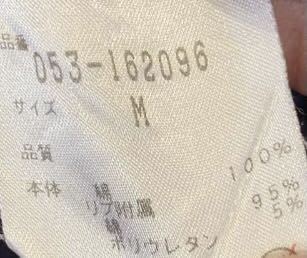 品番 053-162096
サイズ M
品質
本体 綿 100%
リブ付属
綿 95%
ポリウレタン 5%